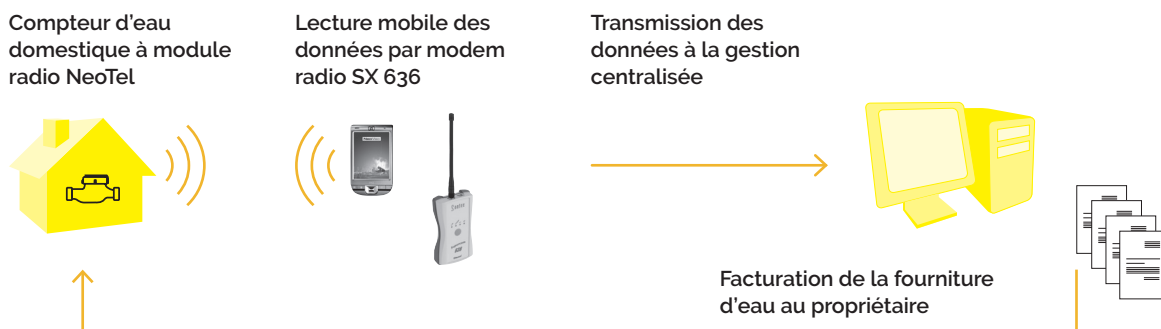 Compteur d'eau
domestique à module
radio NeoTel
Lecture mobile des
données par modem
radio SX 636
Transmission des
données à la gestion
centralisée
Facturation de la fourniture
d'eau au propriétaire